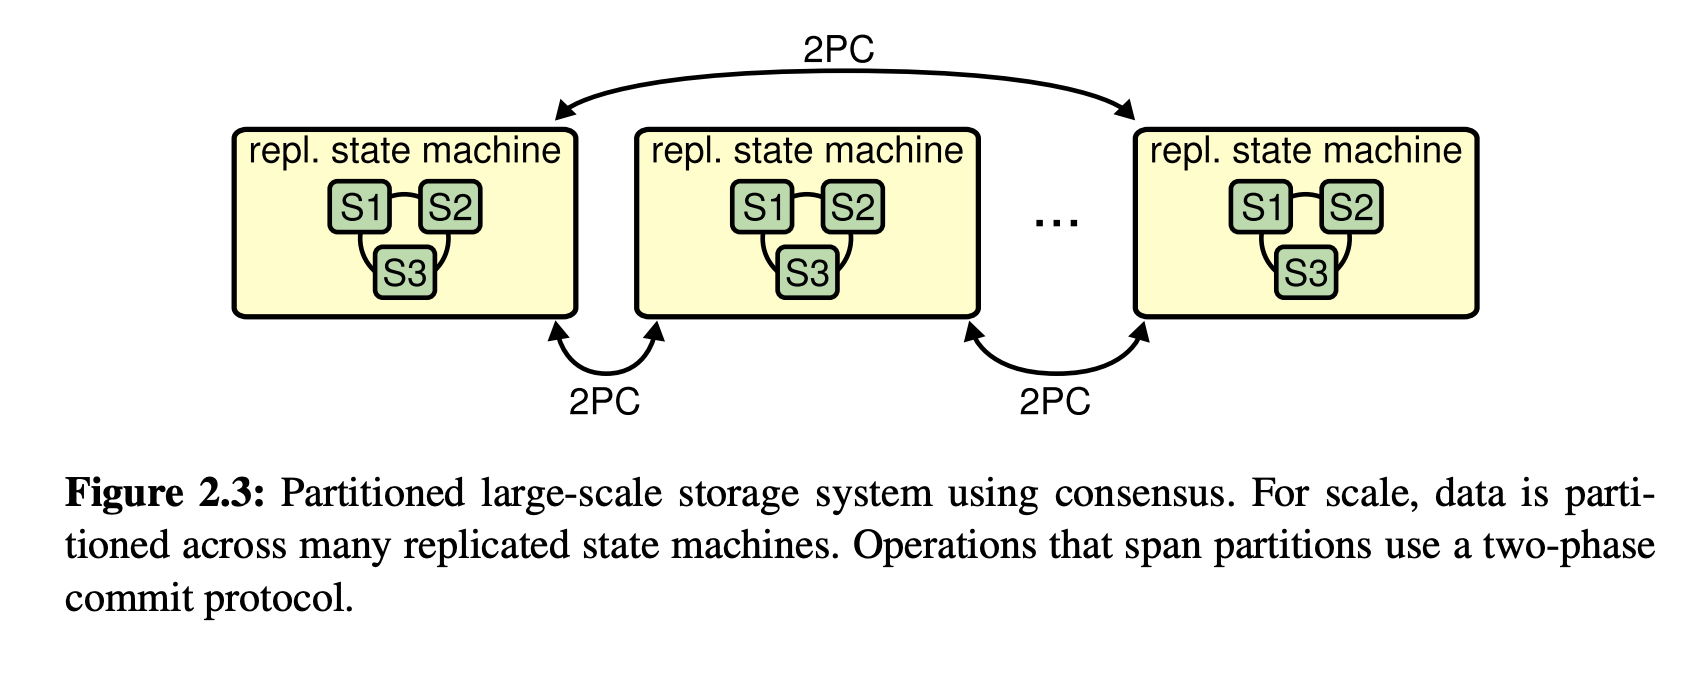 2PC
repl. state machine
S1 S2
S3
repl. state machine
S1 S2
S3
...
repl. state machine
S1 S2
S3
2PC
2PC
Figure 2.3: Partitioned large-scale storage system using consensus. For scale, data is parti-
tioned across many replicated state machines. Operations that span partitions use a two-phase
commit protocol.